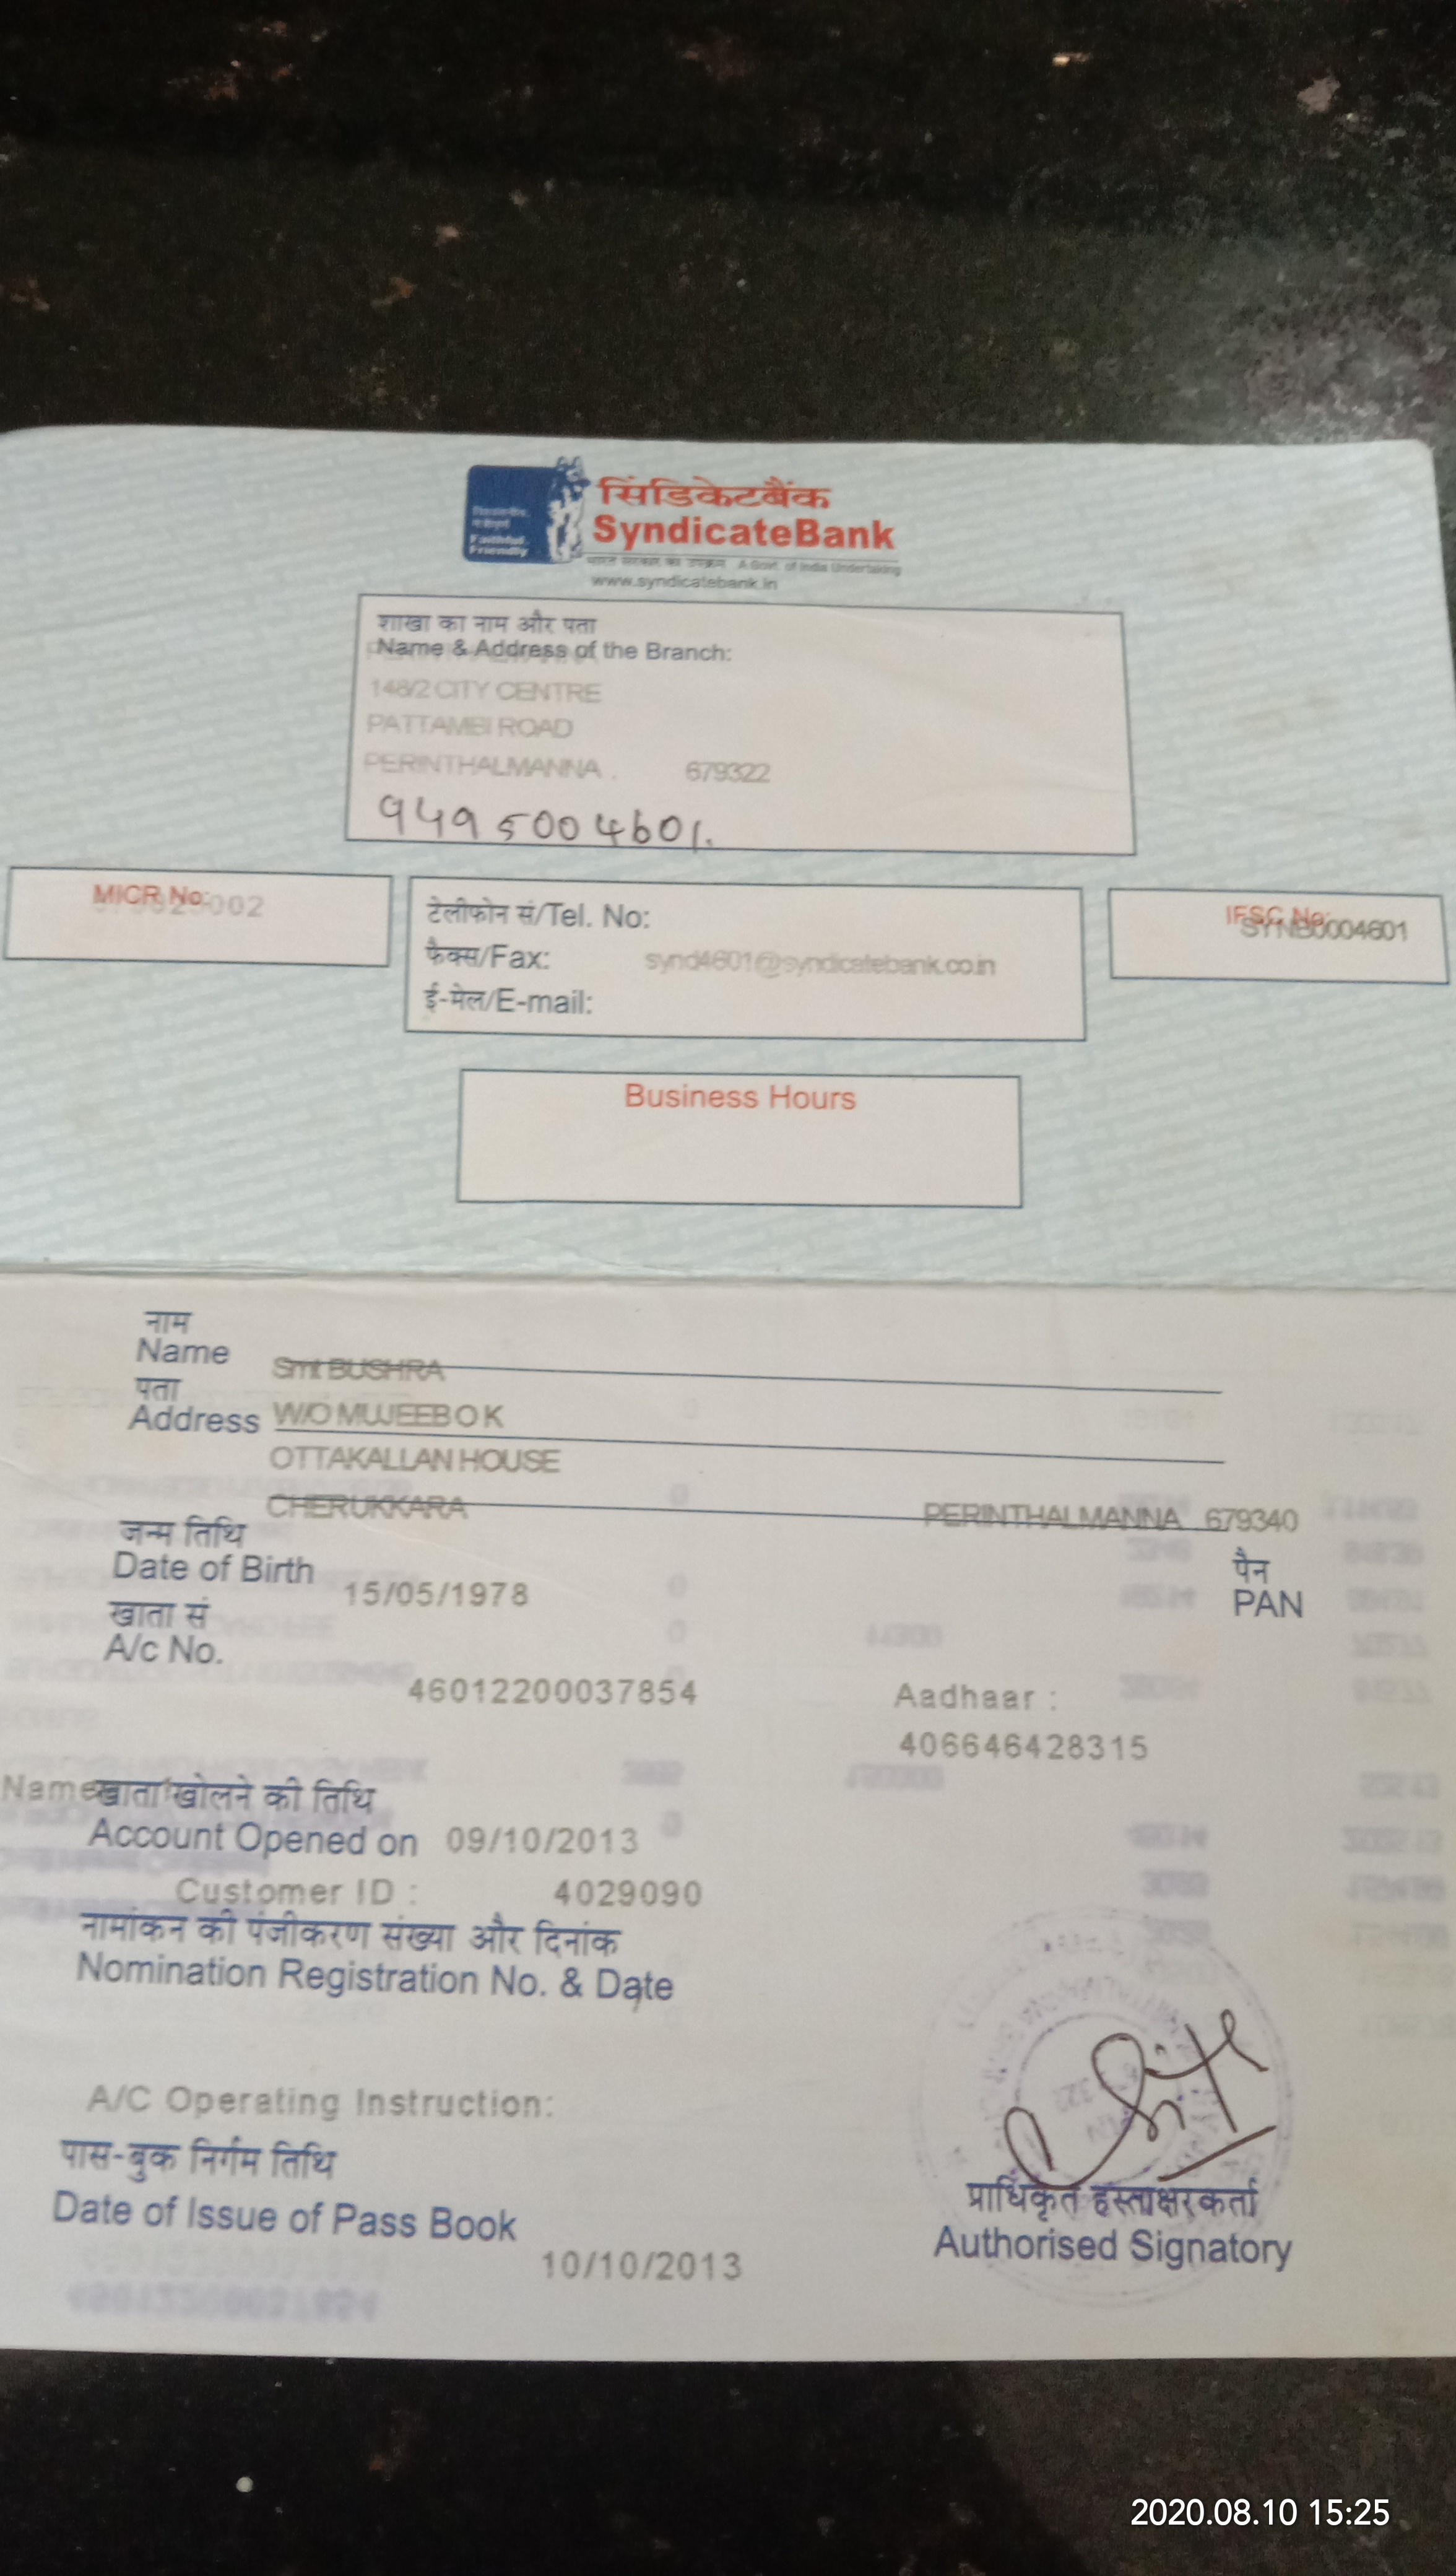 सिंडिकेटबैंक
SyndicateBank
Faithful. Friendly
भारत सरकार का उपक्रम A Govt. of India Undertaking
www.syndicatebank.in
शाखा का नाम और पता
Name & Address of the Branch:
148/2 CITY CENTRE
PATTAMBI ROAD
PERINTHALMANNA . 679322
9495004601.
MICR No:
002
टेलीफोन सं/Tel. No:
फैक्स/Fax:
synd4601@syndicatebank.co.in
ई-मेल/E-mail:
IFSC No:
SYNB0004601
Business Hours
नाम
Name Smt BUSHRA
पता
Address W/O MUJEEB O K
OTTAKALLAN HOUSE
CHERUKKARA PERINTHALMANNA 679340
जन्म तिथि
Date of Birth 15/05/1978
पैन
PAN
खाता सं
A/c No.
46012200037854
Aadhaar :
406646428315
Name
खाता खोलने की तिथि
Account Opened on 09/10/2013
Customer ID : 4029090
नामांकन की पंजीकरण संख्या और दिनांक
Nomination Registration No. & Date
A/C Operating Instruction:
पास-बुक निर्गम तिथि
Date of Issue of Pass Book
10/10/2013
प्राधिकृत हस्ताक्षरकर्ता
Authorised Signatory
2020.08.10 15:25